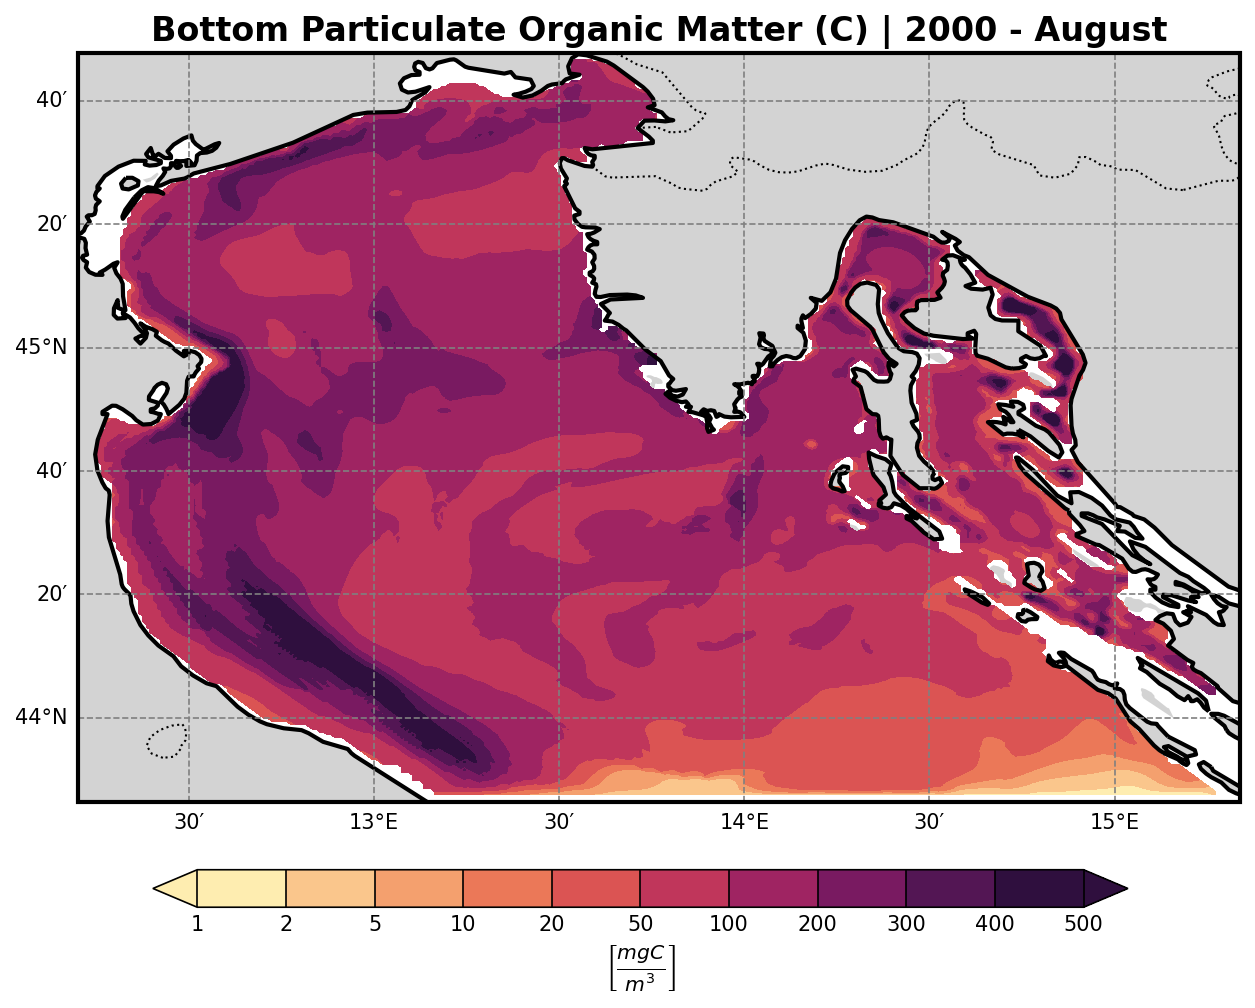 Bottom Particulate Organic Matter (C) | 2000 - August
40′
20′
45°N
40′
20′
44°N
30′ 13°E 30′ 14°E 30′ 15°E
1 2 5 10 20 50 100 200 300 400 500
[mgC/m³]